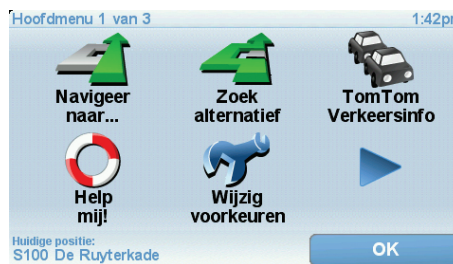 Hoofdmenu 1 van 3
1:42p
Navigeer naar...
Zoek alternatief
TomTom Verkeersinfo
Help mij!
Wijzig voorkeuren
Huidige positie:
S100 De Ruyterkade
OK